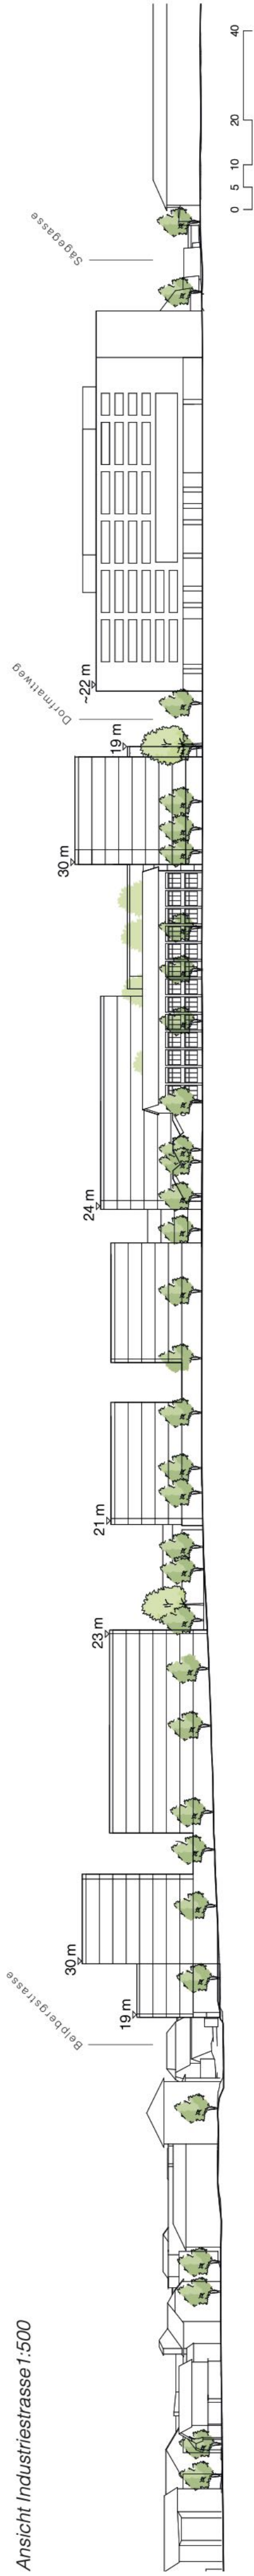 Ansicht Industriestrasse 1:500
Belpbergstrasse
19 m
30 m
23 m
21 m
24 m
30 m
19 m
Dorfmattweg
~22 m
Sägegasse
0 5 10 20 40